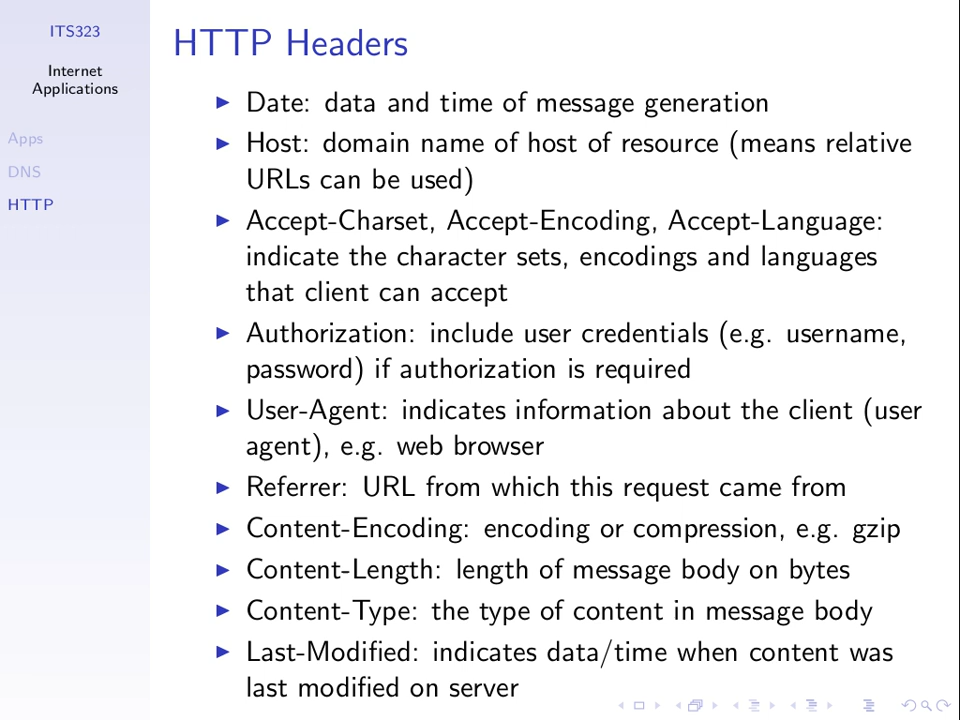 ITS323
Internet
Applications
Apps
DNS
HTTP
HTTP Headers
Date: data and time of message generation
Host: domain name of host of resource (means relative
URLs can be used)
Accept-Charset, Accept-Encoding, Accept-Language:
indicate the character sets, encodings and languages
that client can accept
Authorization: include user credentials (e.g. username,
password) if authorization is required
User-Agent: indicates information about the client (user
agent), e.g. web browser
Referrer: URL from which this request came from
Content-Encoding: encoding or compression, e.g. gzip
Content-Length: length of message body on bytes
Content-Type: the type of content in message body
Last-Modified: indicates data/time when content was
last modified on server